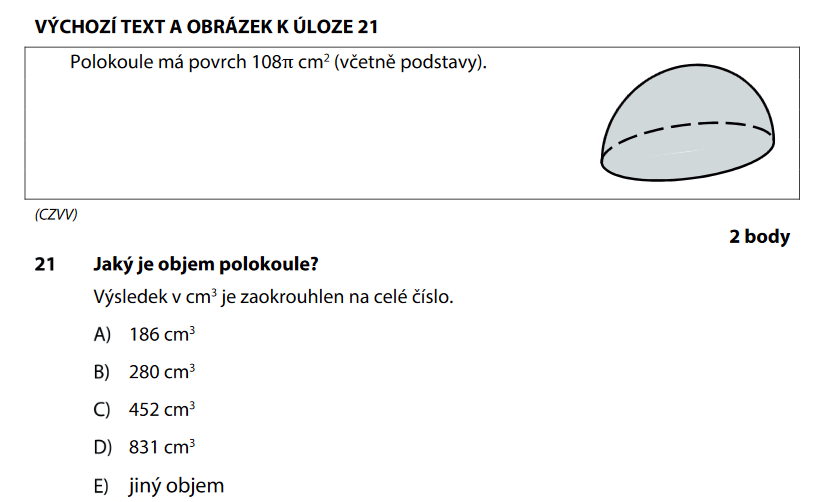 VÝCHOZÍ TEXT A OBRÁZEK K ÚLOZE 21
Polokoule má povrch 108π cm² (včetně podstavy).
(CZVV)
2 body
21 Jaký je objem polokoule?
Výsledek v cm³ je zaokrouhlen na celé číslo.
A) 186 cm³
B) 280 cm³
C) 452 cm³
D) 831 cm³
E) jiný objem